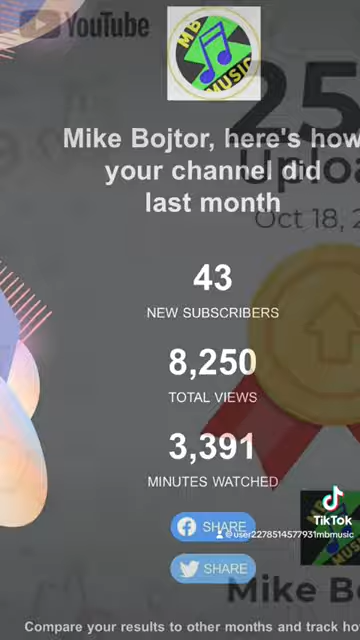 YouTube
MB
MUSIC
25
Mike Bojtor, here's how
your channel did
last month
Oct 18, 2
43
NEW SUBSCRIBERS
8,250
TOTAL VIEWS
3,391
MINUTES WATCHED
SHARE
TikTok
@user2278514577931mbmusic
SHARE
Mike B
Compare your results to other months and track ho